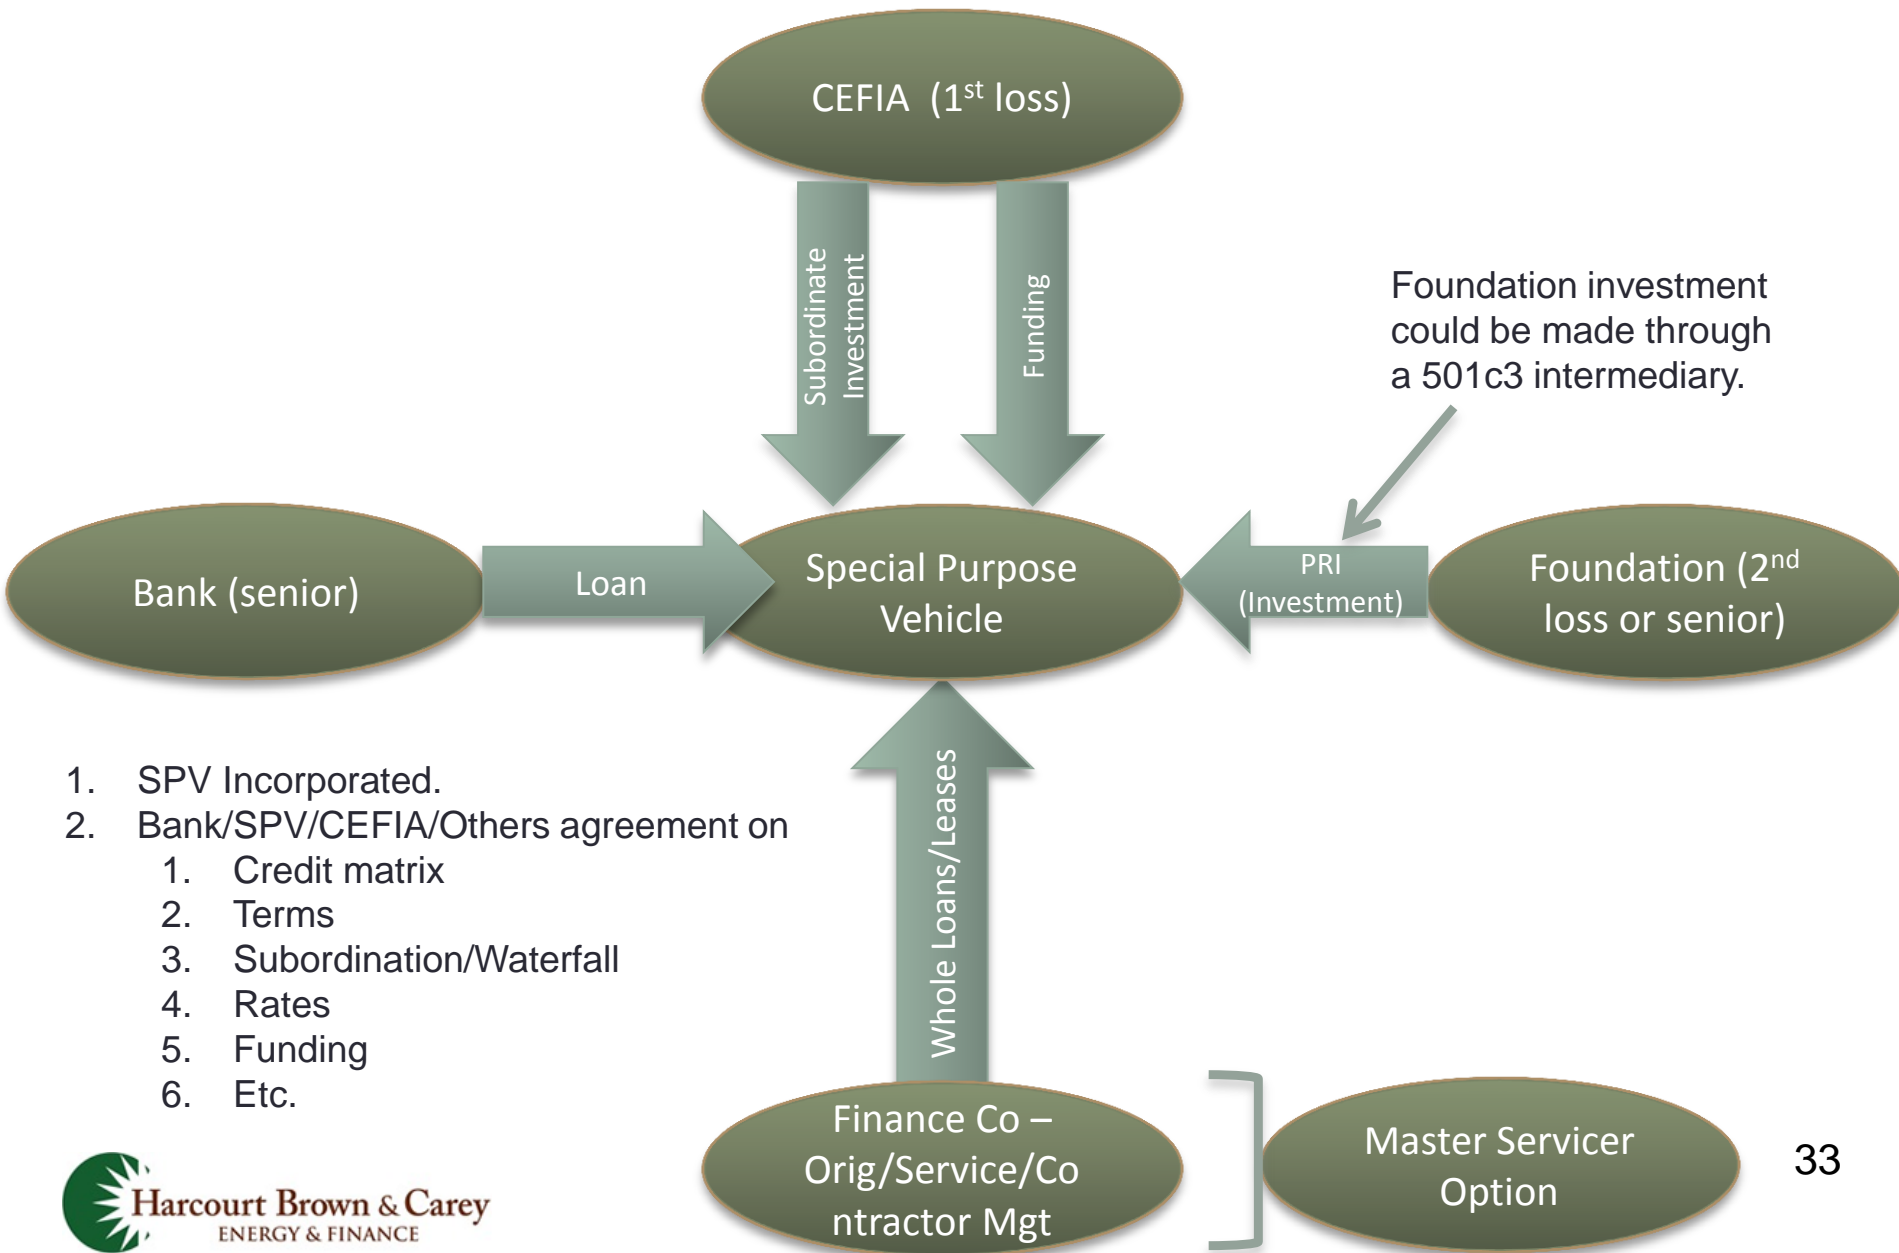 CEFIA (1st loss)
Subordinate
Investment
Funding
Foundation investment
could be made through
a 501c3 intermediary.
Bank (senior)
Loan
Special Purpose
Vehicle
PRI
(Investment)
Foundation (2nd
loss or senior)
1. SPV Incorporated.
2. Bank/SPV/CEFIA/Others agreement on
1. Credit matrix
2. Terms
3. Subordination/Waterfall
4. Rates
5. Funding
6. Etc.
Whole Loans/Leases
Finance Co –
Orig/Service/Co
ntractor Mgt
Master Servicer
Option
33
Harcourt Brown & Carey
ENERGY & FINANCE